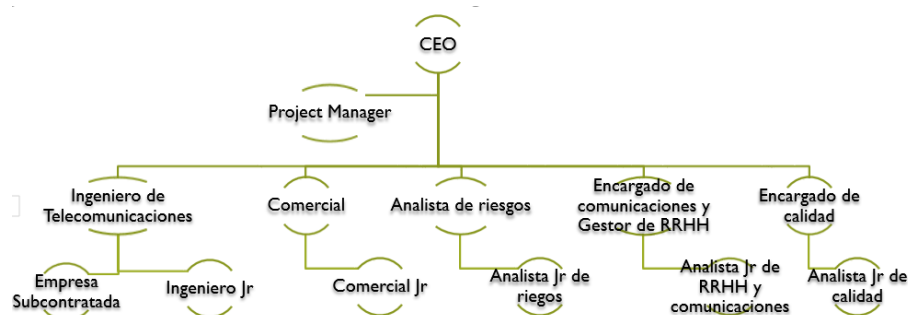 CEO
Project Manager
Ingeniero de
Telecomunicaciones
Comercial
Analista de riesgos
Encargado de
comunicaciones y
Gestor de RRHH
Encargado de
calidad
Empresa
Subcontratada
Ingeniero Jr
Comercial Jr
Analista Jr de
riegos
Analista Jr de
RRHH y
comunicaciones
Analista Jr de
calidad